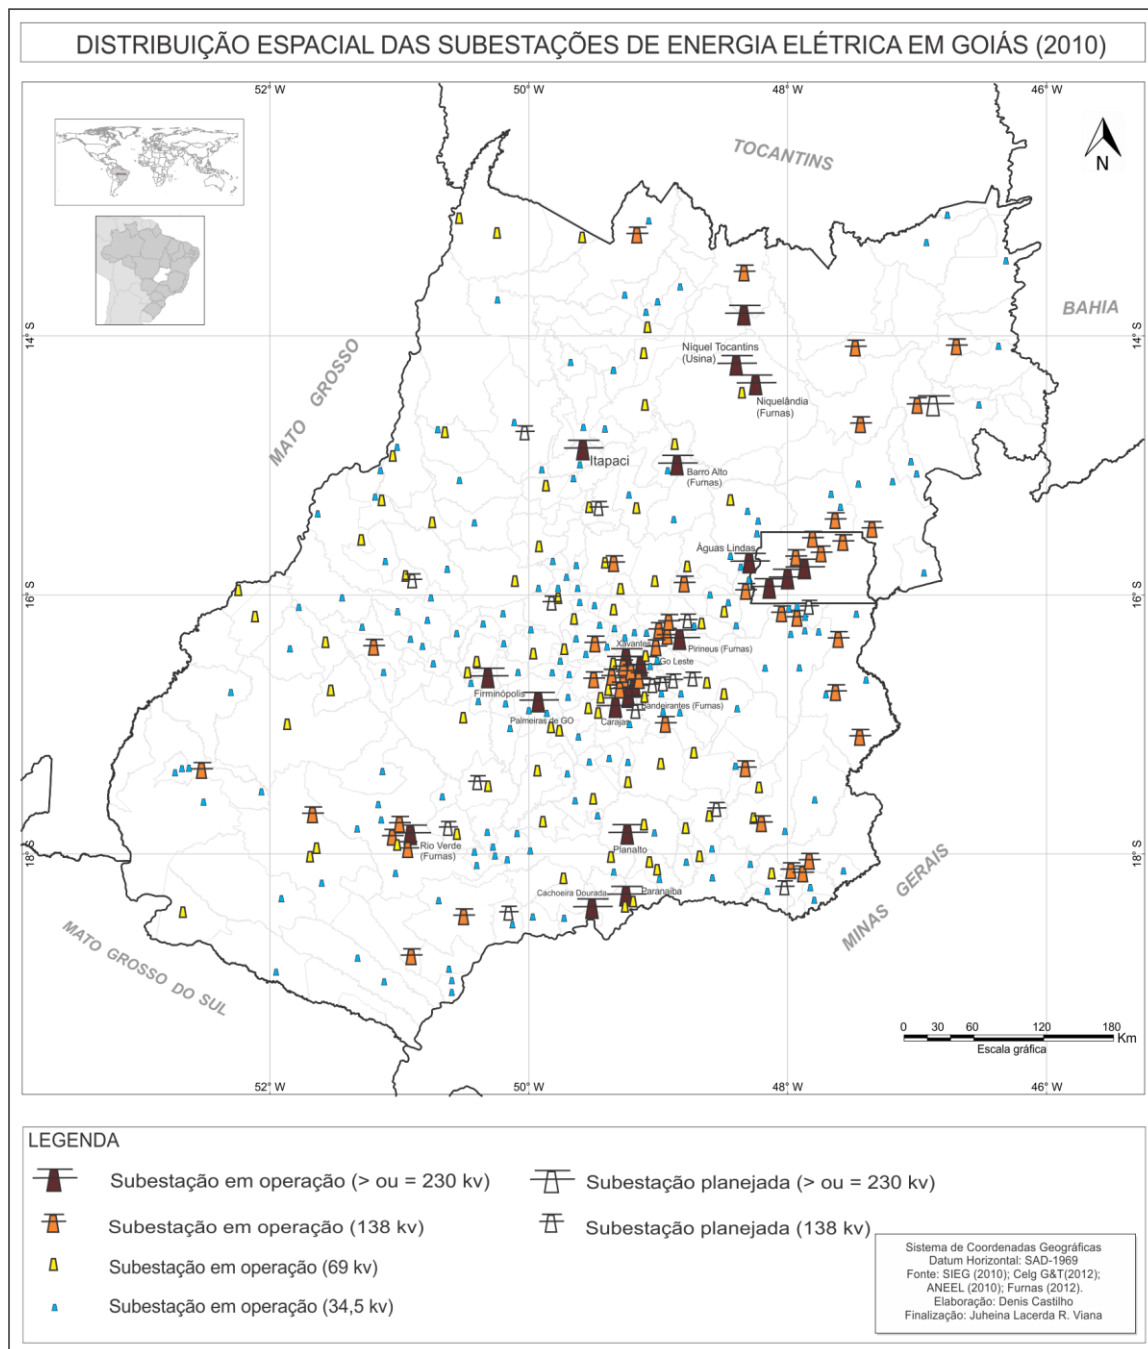 DISTRIBUIÇÃO ESPACIAL DAS SUBESTAÇÕES DE ENERGIA ELÉTRICA EM GOIÁS (2010)
52° W
50° W
48° W
46° W
TOCANTINS
N
BAHIA
14° S
14° S
MATO GROSSO
Níquel Tocantins
(Usina)
Niquelândia
(Furnas)
Itapaci
Barro Alto
(Furnas)
Águas Lindas
16° S
16° S
Xavantes
Pirineus (Furnas)
Go Leste
Firminópolis
Palmeiras de GO
Carajas
Bandeirantes (Furnas)
Rio Verde
(Furnas)
Planalto
18° S
18° S
Cachoeira Dourada
Paranaíba
MINAS GERAIS
MATO GROSSO DO SUL
0 30 60 120 180
Km
Escala gráfica
52° W
50° W
48° W
46° W
LEGENDA
Subestação em operação (> ou = 230 kv)
Subestação planejada (> ou = 230 kv)
Subestação em operação (138 kv)
Subestação planejada (138 kv)
Subestação em operação (69 kv)
Subestação em operação (34,5 kv)
Sistema de Coordenadas Geográficas
Datum Horizontal: SAD-1969
Fonte: SIEG (2010); Celg G&T(2012);
ANEEL (2010); Furnas (2012).
Elaboração: Denis Castilho
Finalização: Juheina Lacerda R. Viana